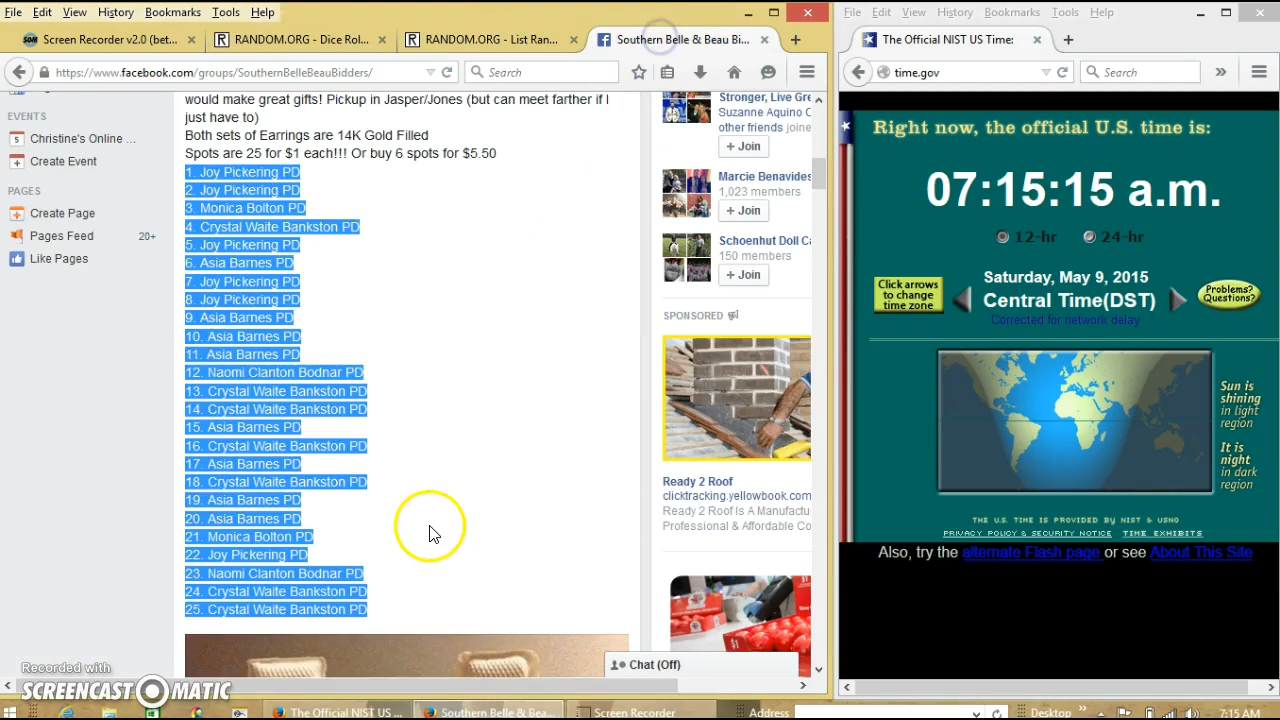 File Edit View History Bookmarks Tools Help
Screen Recorder v2.0 (bet...
RANDOM.ORG - Dice Rol...
RANDOM.ORG - List Ran...
Southern Belle & Beau Bi...
https://www.facebook.com/groups/SouthernBelleBeauBidders/
Search
EVENTS
Christine's Online ...
Create Event
PAGES
Create Page
Pages Feed 20+
Like Pages
would make great gifts! Pickup in Jasper/Jones (but can meet farther if I
just have to)
Both sets of Earrings are 14K Gold Filled
Spots are 25 for $1 each!!! Or buy 6 spots for $5.50
1. Joy Pickering PD
2. Joy Pickering PD
3. Monica Bolton PD
4. Crystal Waite Bankston PD
5. Joy Pickering PD
6. Asia Barnes PD
7. Joy Pickering PD
8. Joy Pickering PD
9. Asia Barnes PD
10. Asia Barnes PD
11. Asia Barnes PD
12. Naomi Clanton Bodnar PD
13. Crystal Waite Bankston PD
14. Crystal Waite Bankston PD
15. Asia Barnes PD
16. Crystal Waite Bankston PD
17. Asia Barnes PD
18. Crystal Waite Bankston PD
19. Asia Barnes PD
20. Asia Barnes PD
21. Monica Bolton PD
22. Joy Pickering PD
23. Naomi Clanton Bodnar PD
24. Crystal Waite Bankston PD
25. Crystal Waite Bankston PD
Stronger, Live Gre
Suzanne Aquino C
other friends joine
+ Join
Marcie Benavides
1,023 members
+ Join
Schoenhut Doll Ca
150 members
+ Join
SPONSORED
Ready 2 Roof
clicktracking.yellowbook.com
Ready 2 Roof Is A Manufactu
Professional & Affordable Co
Chat (Off)
Recorded with
SCREENCAST MATIC
File Edit View History Bookmarks Tools Help
The Official NIST US Time:
time.gov
Search
Right now, the official U.S. time is:
07:15:15 a.m.
12-hr 24-hr
Click arrows
to change
time zone
Saturday, May 9, 2015
Central Time(DST)
Corrected for network delay
Problems?
Questions?
Sun is
shining
in light
region
It is
night
in dark
region
THE U.S. TIME IS PROVIDED BY NIST & USNO
PRIVACY POLICY & SECURITY NOTICE TIME EXHIBITS
Also, try the alternate Flash page or see About This Site
The Official NIST US ...
Southern Belle & Bea...
Screen Recorder
Address
Desktop
7:15 AM